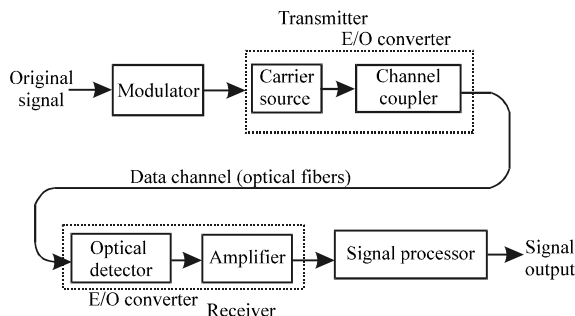 Transmitter
E/O converter
Original
signal
Modulator
Carrier
source
Channel
coupler
Data channel (optical fibers)
Optical
detector
Amplifier
Signal processor
Signal
output
E/O converter
Receiver